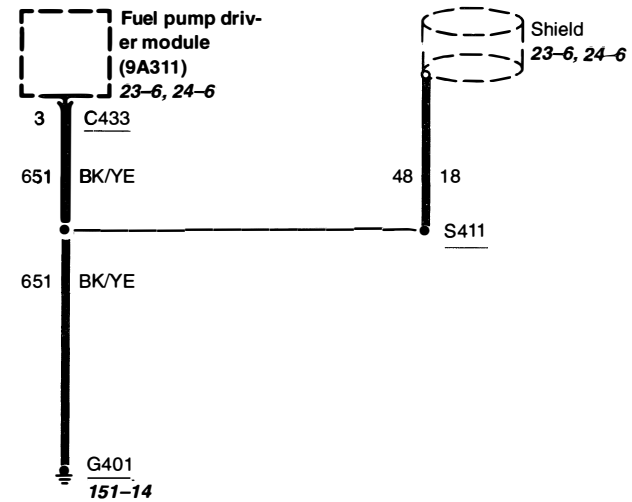 Fuel pump driv-
er module
(9A311)
23–6, 24–6
Shield
23–6, 24–6
3 C433
651 BK/YE
48 18
S411
651 BK/YE
G401
151–14